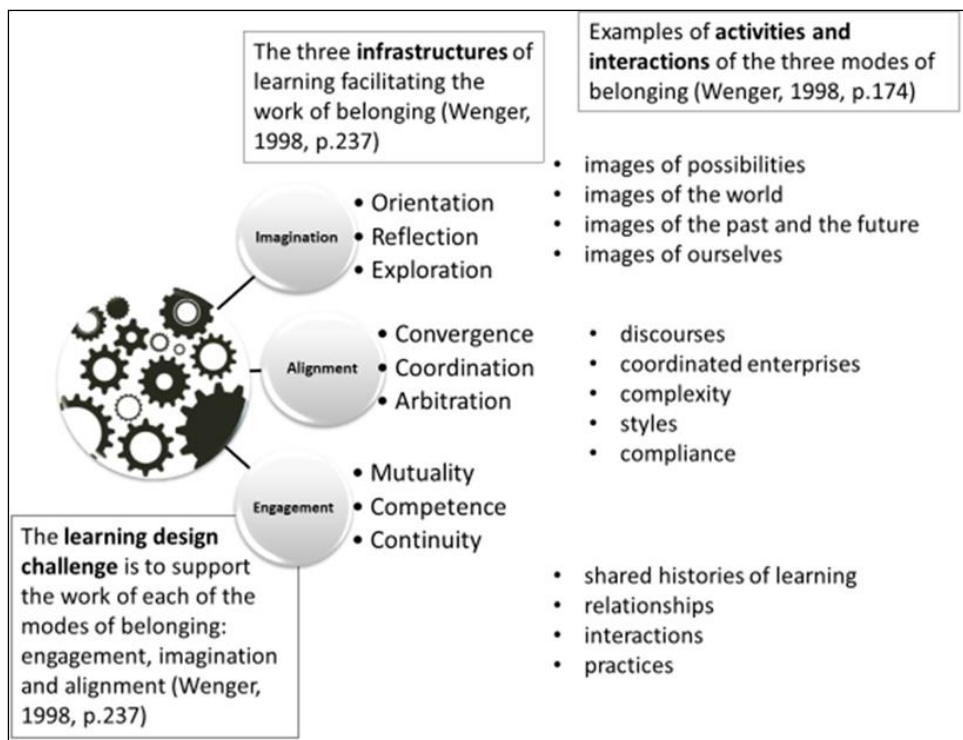 The three infrastructures of
learning facilitating the
work of belonging (Wenger,
1998, p.237)
Examples of activities and
interactions of the three modes of
belonging (Wenger, 1998, p.174)
Imagination
• Orientation
• Reflection
• Exploration
• images of possibilities
• images of the world
• images of the past and the future
• images of ourselves
Alignment
• Convergence
• Coordination
• Arbitration
• discourses
• coordinated enterprises
• complexity
• styles
• compliance
Engagement
• Mutuality
• Competence
• Continuity
• shared histories of learning
• relationships
• interactions
• practices
The learning design
challenge is to support
the work of each of the
modes of belonging:
engagement, imagination
and alignment (Wenger,
1998, p.237)